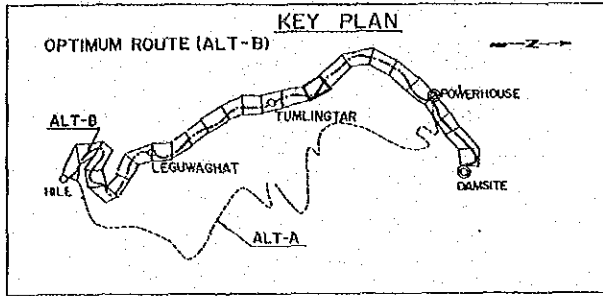 KEY PLAN
OPTIMUM ROUTE (ALT-B)
N
POWERHOUSE
TUMLINGTAR
ALT-B
LEGUWAGHAT
HILE
DAMSITE
ALT-A